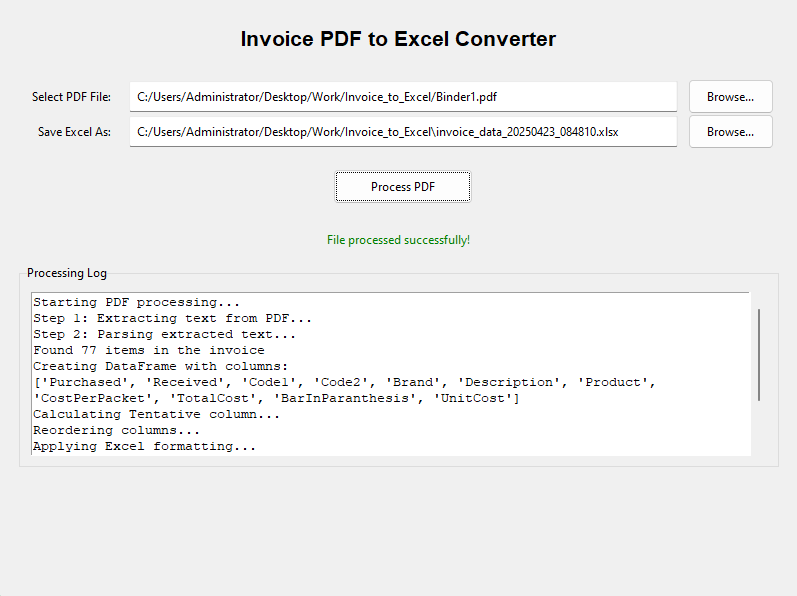 Invoice PDF to Excel Converter
Select PDF File: C:/Users/Administrator/Desktop/Work/Invoice_to_Excel/Binder1.pdf Browse...
Save Excel As: C:/Users/Administrator/Desktop/Work/Invoice_to_Excel\invoice_data_20250423_084810.xlsx Browse...
Process PDF
File processed successfully!
Processing Log
Starting PDF processing...
Step 1: Extracting text from PDF...
Step 2: Parsing extracted text...
Found 77 items in the invoice
Creating DataFrame with columns:
['Purchased', 'Received', 'Code1', 'Code2', 'Brand', 'Description', 'Product',
'CostPerPacket', 'TotalCost', 'BarInParanthesis', 'UnitCost']
Calculating Tentative column...
Reordering columns...
Applying Excel formatting...